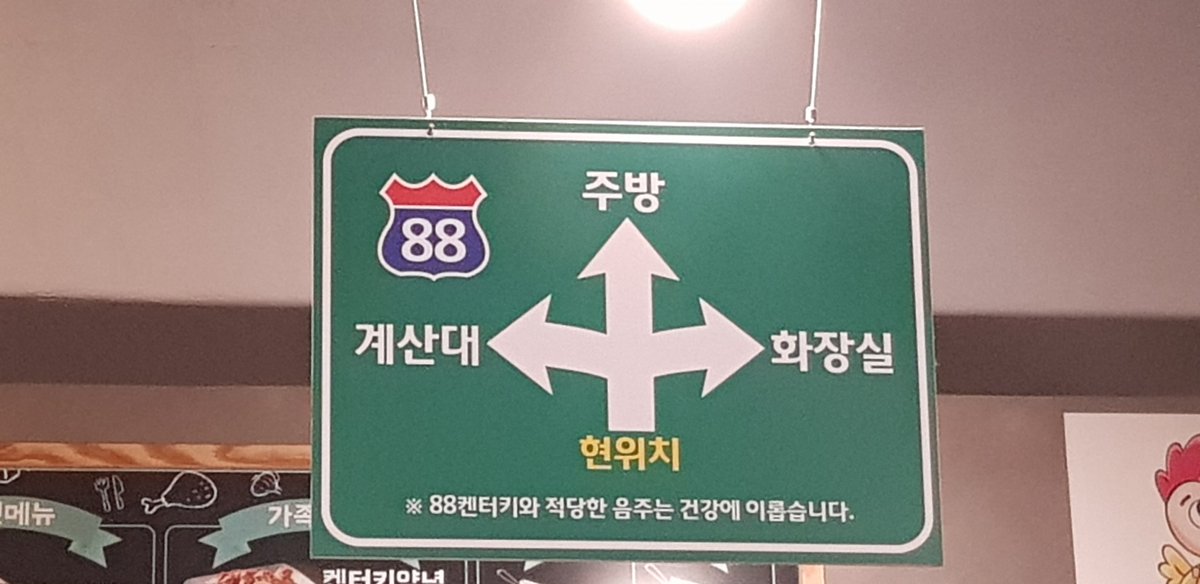 주방
88
계산대
화장실
현위치
※ 88켄터키와 적당한 음주는 건강에 이롭습니다.
메뉴
가족
켄터키양념